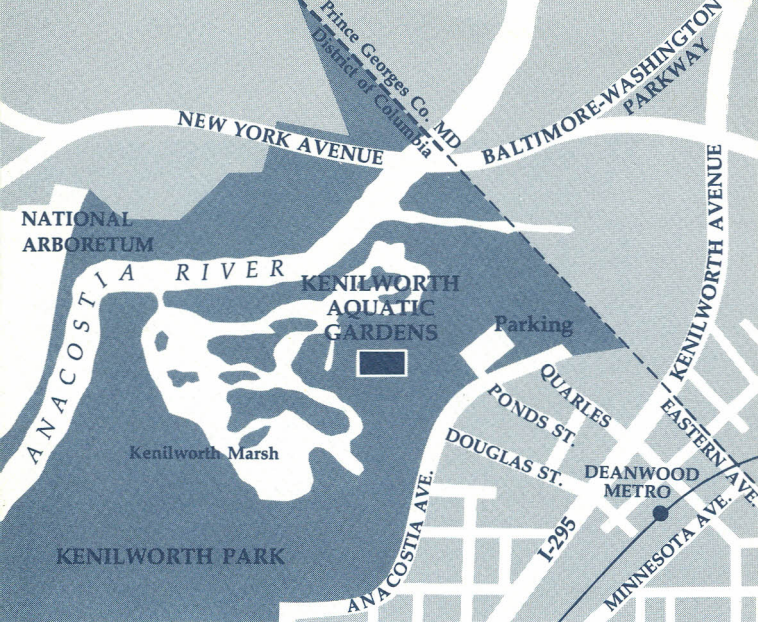 Prince Georges Co. MD
District of Columbia
BALTIMORE-WASHINGTON
PARKWAY
NEW YORK AVENUE
KENILWORTH AVENUE
NATIONAL
ARBORETUM
ANACOSTIA RIVER
KENILWORTH
AQUATIC
GARDENS
Parking
QUARLES
PONDS ST.
EASTERN AVE.
DOUGLAS ST.
Kenilworth Marsh
DEANWOOD
METRO
I-295
MINNESOTA AVE.
ANACOSTIA AVE.
KENILWORTH PARK